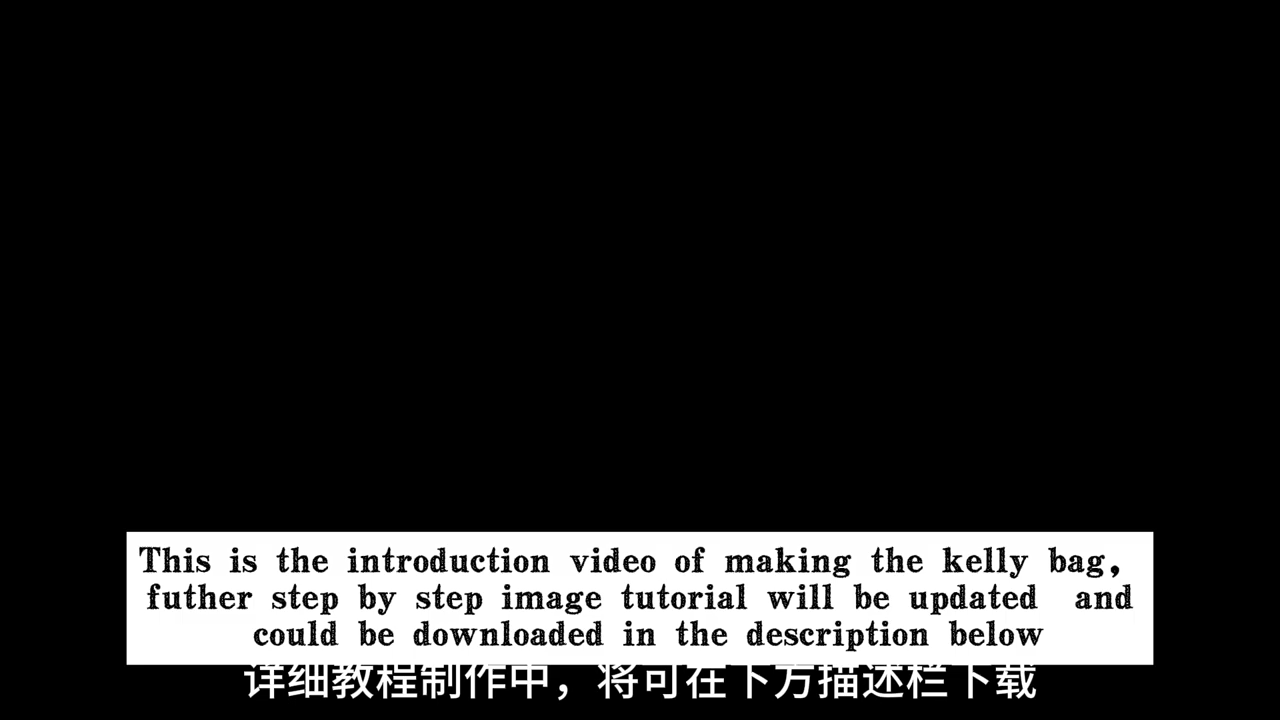 This is the introduction video of making the kelly bag,
futher step by step image tutorial will be updated and
could be downloaded in the description below
详细教程制作中，将可在下方描述栏下载